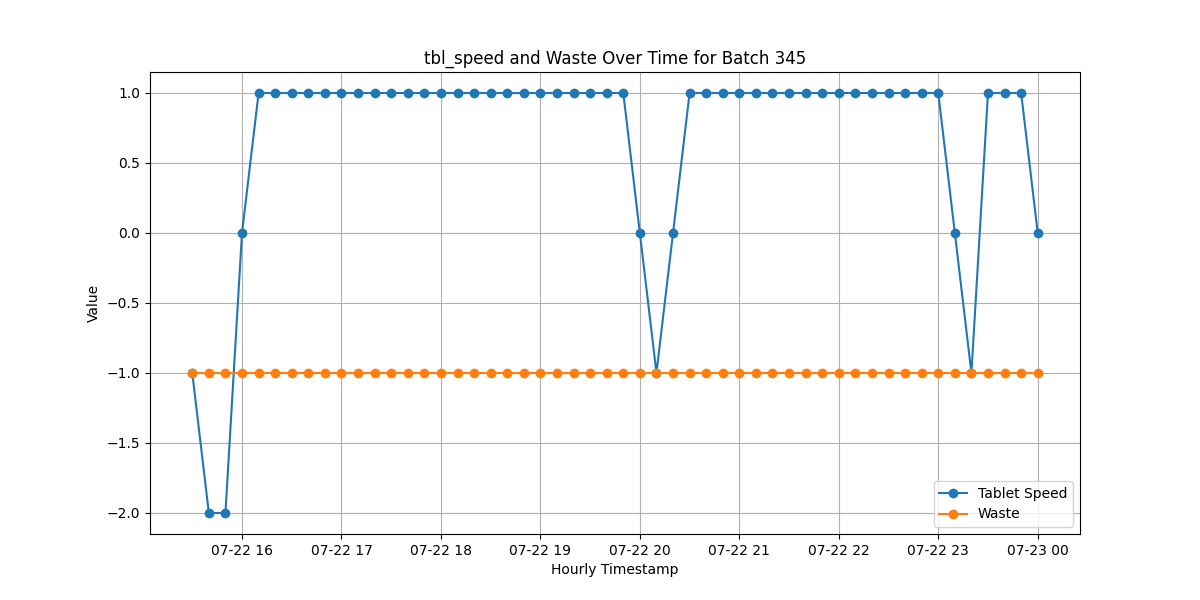 tbl_speed and Waste Over Time for Batch 345
Value
1.0
0.5
0.0
−0.5
−1.0
−1.5
−2.0
Tablet Speed
Waste
07-22 16 07-22 17 07-22 18 07-22 19 07-22 20 07-22 21 07-22 22 07-22 23 07-23 00
Hourly Timestamp